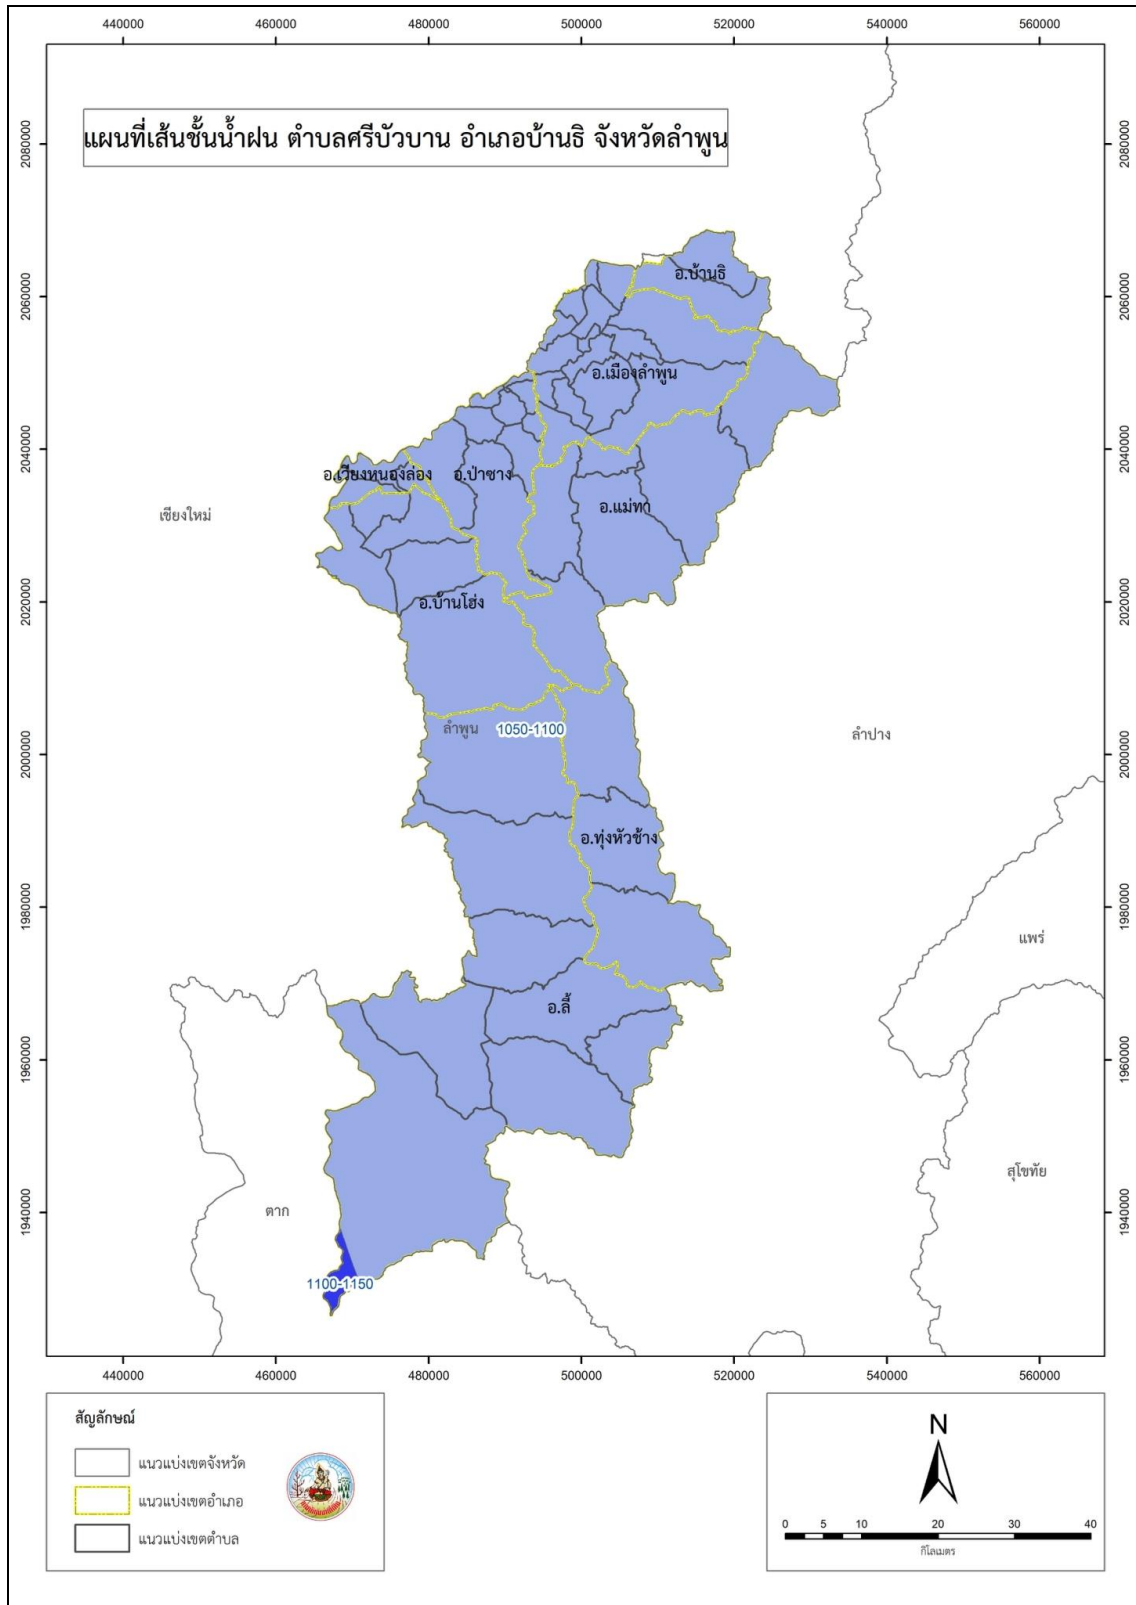 440000 460000 480000 500000 520000 540000 560000
แผนที่เส้นชั้นน้ำฝน ตำบลศรีบัวบาน อำเภอบ้านธิ จังหวัดลำพูน
2080000 2080000
อ.บ้านธิ
2060000 2060000
อ.เมืองลำพูน
2040000 2040000
อ.เวียงหนองล่อง อ.ป่าซาง
อ.แม่ทา
เชียงใหม่
2020000 2020000
อ.บ้านโฮ่ง
ลำพูน 1050-1100 ลำปาง
2000000 2000000
อ.ทุ่งหัวช้าง
1980000 1980000
แพร่
อ.ลี้
1960000 1960000
สุโขทัย
1940000 1940000
ตาก
1100-1150
440000 460000 480000 500000 520000 540000 560000
สัญลักษณ์
แนวแบ่งเขตจังหวัด
แนวแบ่งเขตอำเภอ
แนวแบ่งเขตตำบล
N
0 5 10 20 30 40
กิโลเมตร